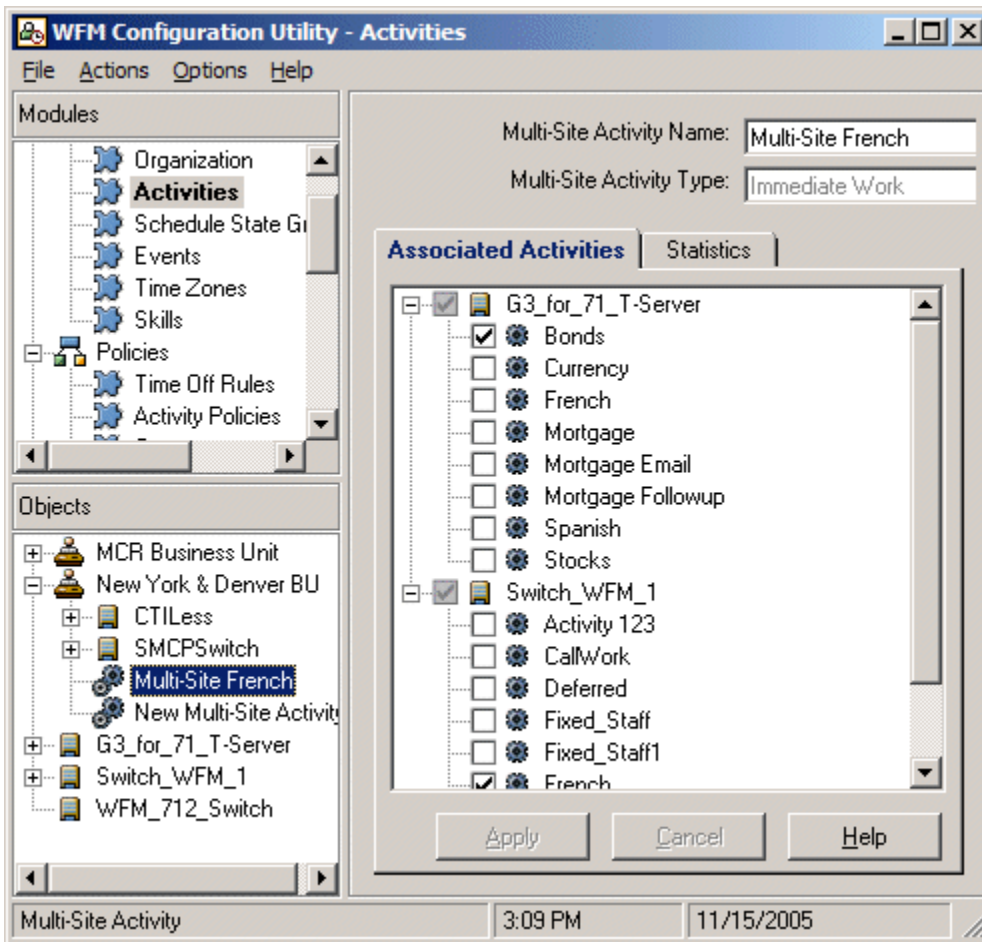 WFM Configuration Utility - Activities
File Actions Options Help
Modules
Organization
Activities
Schedule State Gr
Events
Time Zones
Skills
Policies
Time Off Rules
Activity Policies
Objects
MCR Business Unit
New York & Denver BU
CTILess
SMCPSwitch
Multi-Site French
New Multi-Site Activity
G3_for_71_T-Server
Switch_WFM_1
WFM_712_Switch
Multi-Site Activity Name: Multi-Site French
Multi-Site Activity Type: Immediate Work
Associated Activities Statistics
G3_for_71_T-Server
Bonds
Currency
French
Mortgage
Mortgage Email
Mortgage Followup
Spanish
Stocks
Switch_WFM_1
Activity 123
CallWork
Deferred
Fixed_Staff
Fixed_Staff1
French
Apply Cancel Help
Multi-Site Activity 3:09 PM 11/15/2005